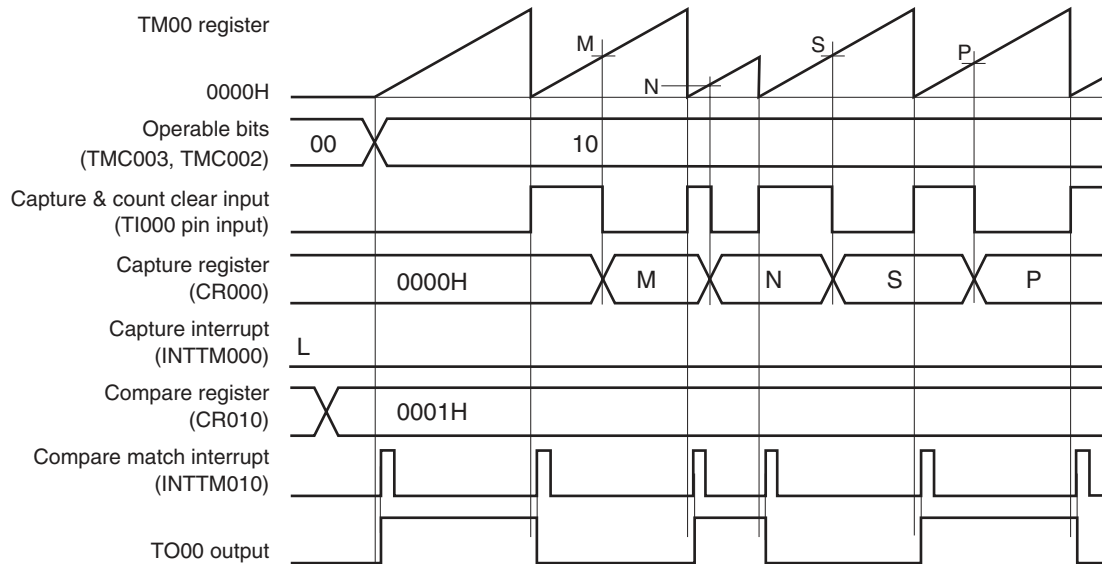 TM00 register
M
S
P
N
0000H
Operable bits
(TMC003, TMC002)
00
10
Capture & count clear input
(TI000 pin input)
Capture register
(CR000)
0000H
M
N
S
P
Capture interrupt
(INTTM000)
L
Compare register
(CR010)
0001H
Compare match interrupt
(INTTM010)
TO00 output